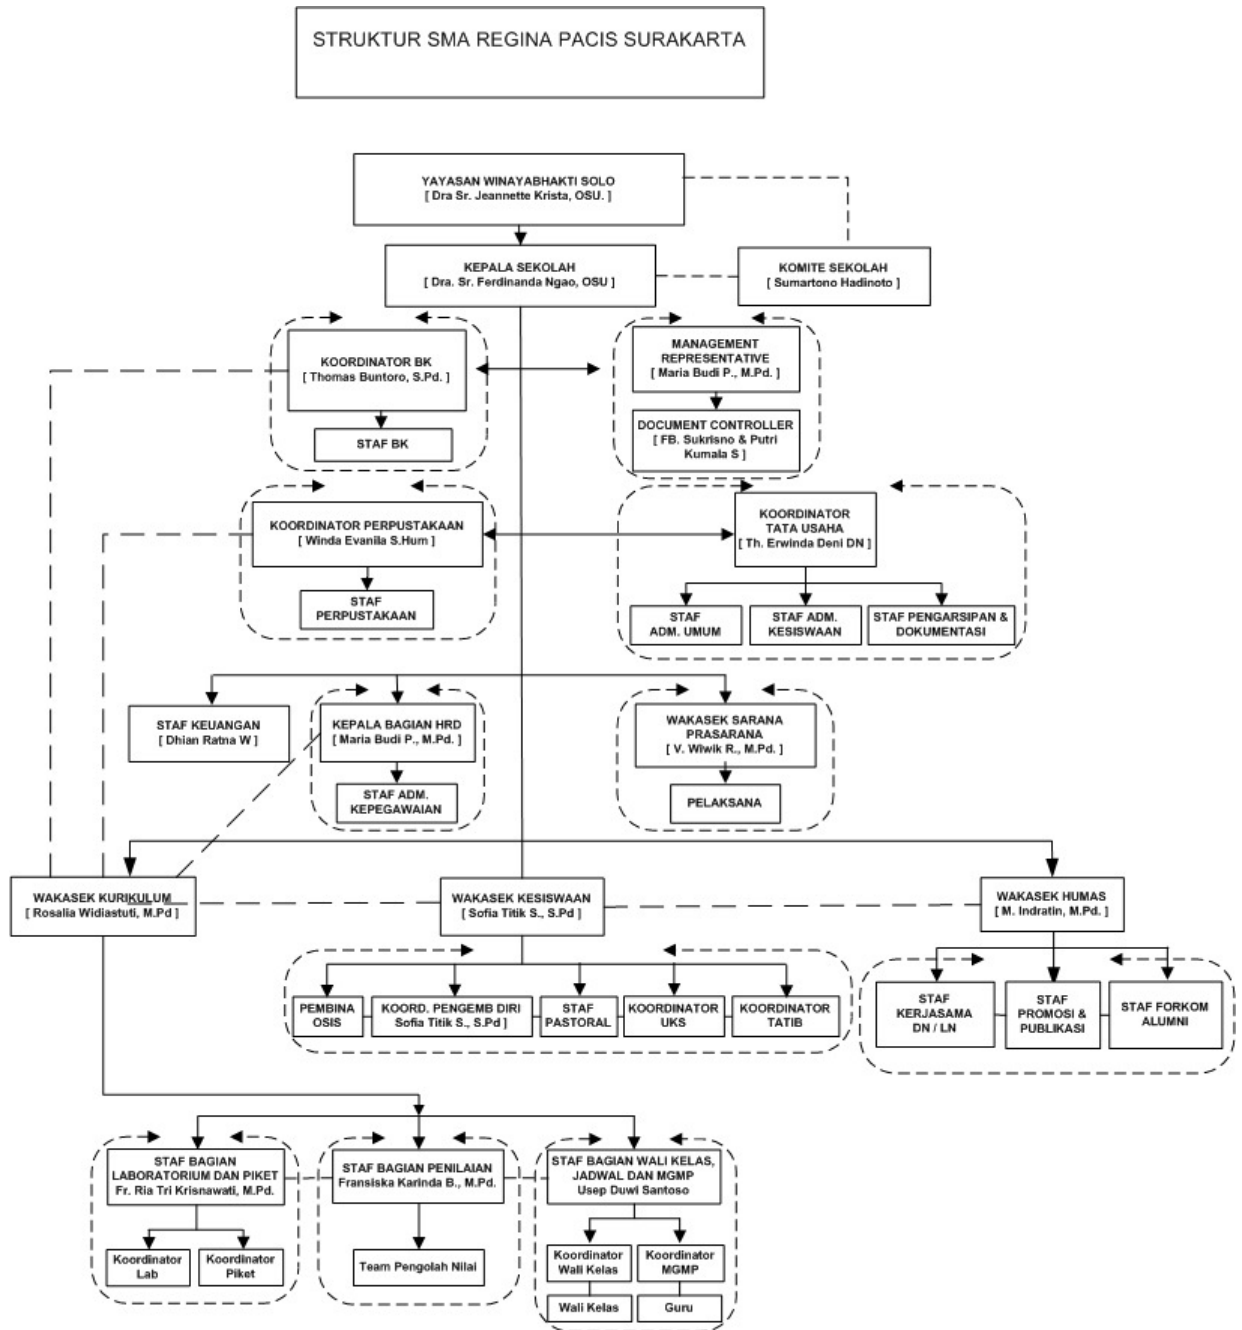 STRUKTUR SMA REGINA PACIS SURAKARTA
YAYASAN WINAYABHAKTI SOLO
[ Dra Sr. Jeannette Krista, OSU. ]
KEPALA SEKOLAH
[ Dra. Sr. Ferdinanda Ngao, OSU ]
KOMITE SEKOLAH
[ Sumartono Hadinoto ]
KOORDINATOR BK
[ Thomas Buntoro, S.Pd. ]
STAF BK
MANAGEMENT
REPRESENTATIVE
[ Maria Budi P., M.Pd. ]
DOCUMENT CONTROLLER
[ FB. Sukrisno & Putri
Kumala S ]
KOORDINATOR PERPUSTAKAAN
[ Winda Evanila S.Hum ]
STAF
PERPUSTAKAAN
KOORDINATOR
TATA USAHA
[ Th. Erwinda Deni DN ]
STAF
ADM. UMUM
STAF ADM.
KESISWAAN
STAF PENGARSIPAN &
DOKUMENTASI
STAF KEUANGAN
[ Dhian Ratna W ]
KEPALA BAGIAN HRD
[ Maria Budi P., M.Pd. ]
STAF ADM.
KEPEGAWAIAN
WAKASEK SARANA
PRASARANA
[ V. Wiwik R., M.Pd. ]
PELAKSANA
WAKASEK KURIKULUM
[ Rosalia Widiastuti, M.Pd ]
WAKASEK KESISWAAN
[ Sofia Titik S., S.Pd ]
WAKASEK HUMAS
[ M. Indratin, M.Pd. ]
PEMBINA
OSIS
KOORD. PENGEMB DIRI
Sofia Titik S., S.Pd ]
STAF
PASTORAL
KOORDINATOR
UKS
KOORDINATOR
TATIB
STAF
KERJASAMA
DN / LN
STAF
PROMOSI &
PUBLIKASI
STAF FORKOM
ALUMNI
STAF BAGIAN
LABORATORIUM DAN PIKET
Fr. Ria Tri Krisnawati, M.Pd.
Koordinator
Lab
Koordinator
Piket
STAF BAGIAN PENILAIAN
Fransiska Karinda B., M.Pd.
Team Pengolah Nilai
STAF BAGIAN WALI KELAS,
JADWAL DAN MGMP
Usep Duwi Santoso
Koordinator
Wali Kelas
Koordinator
MGMP
Wali Kelas
Guru